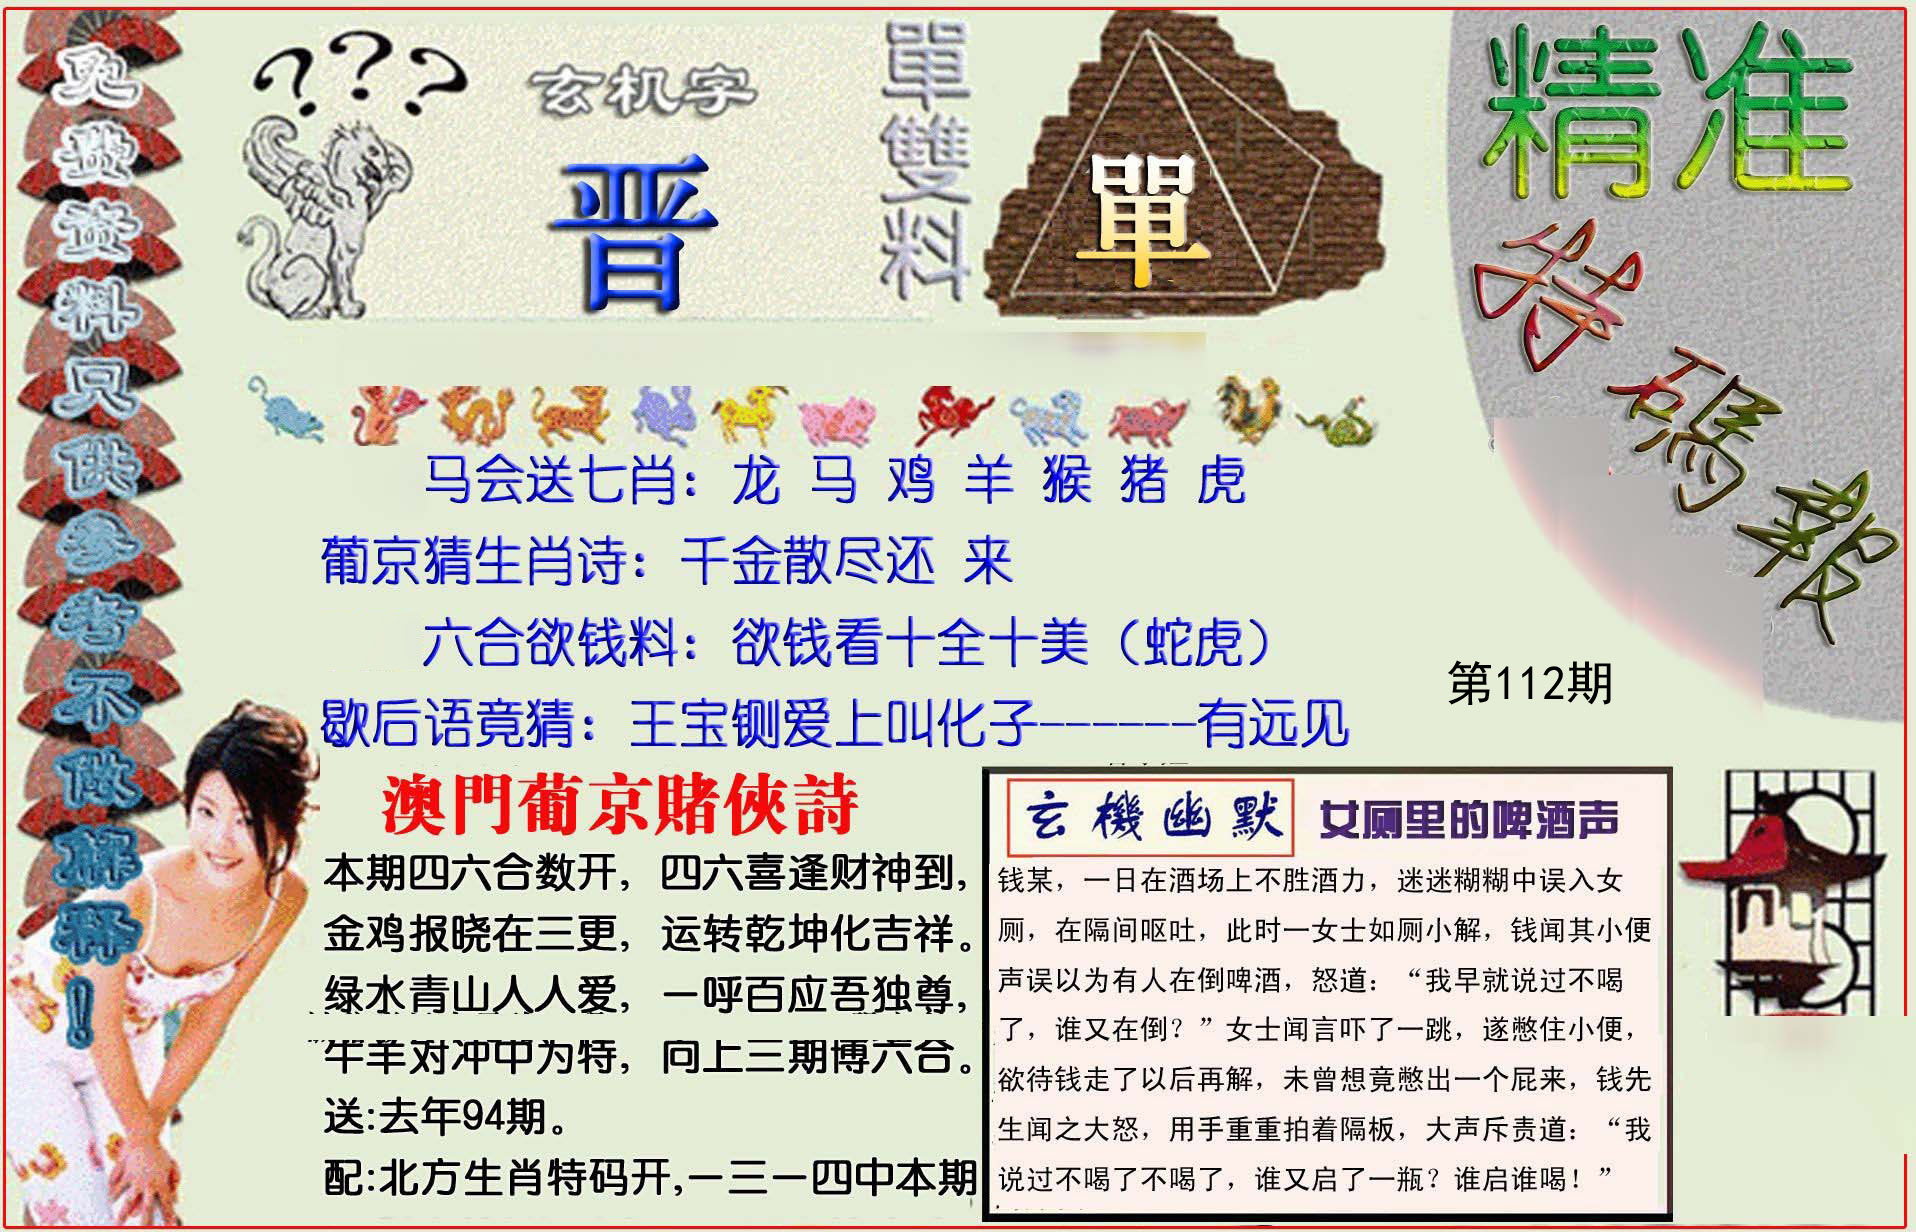 免费资料只供参考不做解释!
???
玄机字
晋
單雙料
單
精准
特碼報
马会送七肖：龙 马 鸡 羊 猴 猪 虎
葡京猜生肖诗：千金散尽还 来
六合欲钱料：欲钱看十全十美（蛇虎）
歇后语竟猜：王宝钏爱上叫化子------有远见
第112期
澳門葡京賭俠詩
本期四六合数开，四六喜逢财神到，
金鸡报晓在三更，运转乾坤化吉祥。
绿水青山人人爱，一呼百应吾独尊，
牛羊对冲中为特，向上三期博六合。
送:去年94期。
配:北方生肖特码开,一三一四中本期
玄機幽默 女厕里的啤酒声
钱某，一日在酒场上不胜酒力，迷迷糊糊中误入女
厕，在隔间呕吐，此时一女士如厕小解，钱闻其小便
声误以为有人在倒啤酒，怒道：“我早就说过不喝
了，谁又在倒？”女士闻言吓了一跳，遂憋住小便，
欲待钱走了以后再解，未曾想竟憋出一个屁来，钱先
生闻之大怒，用手重重拍着隔板，大声斥责道：“我
说过不喝了不喝了，谁又启了一瓶？谁启谁喝！”